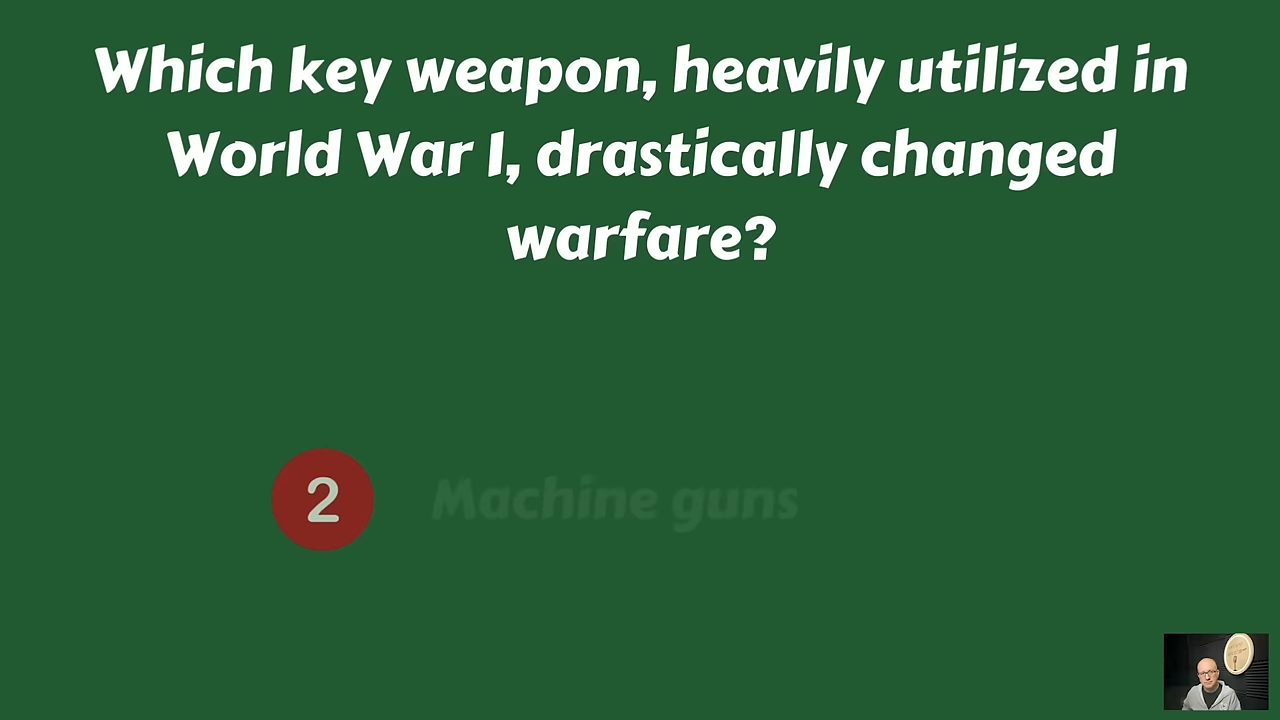 Which key weapon, heavily utilized in
World War I, drastically changed
warfare?
2 Machine guns